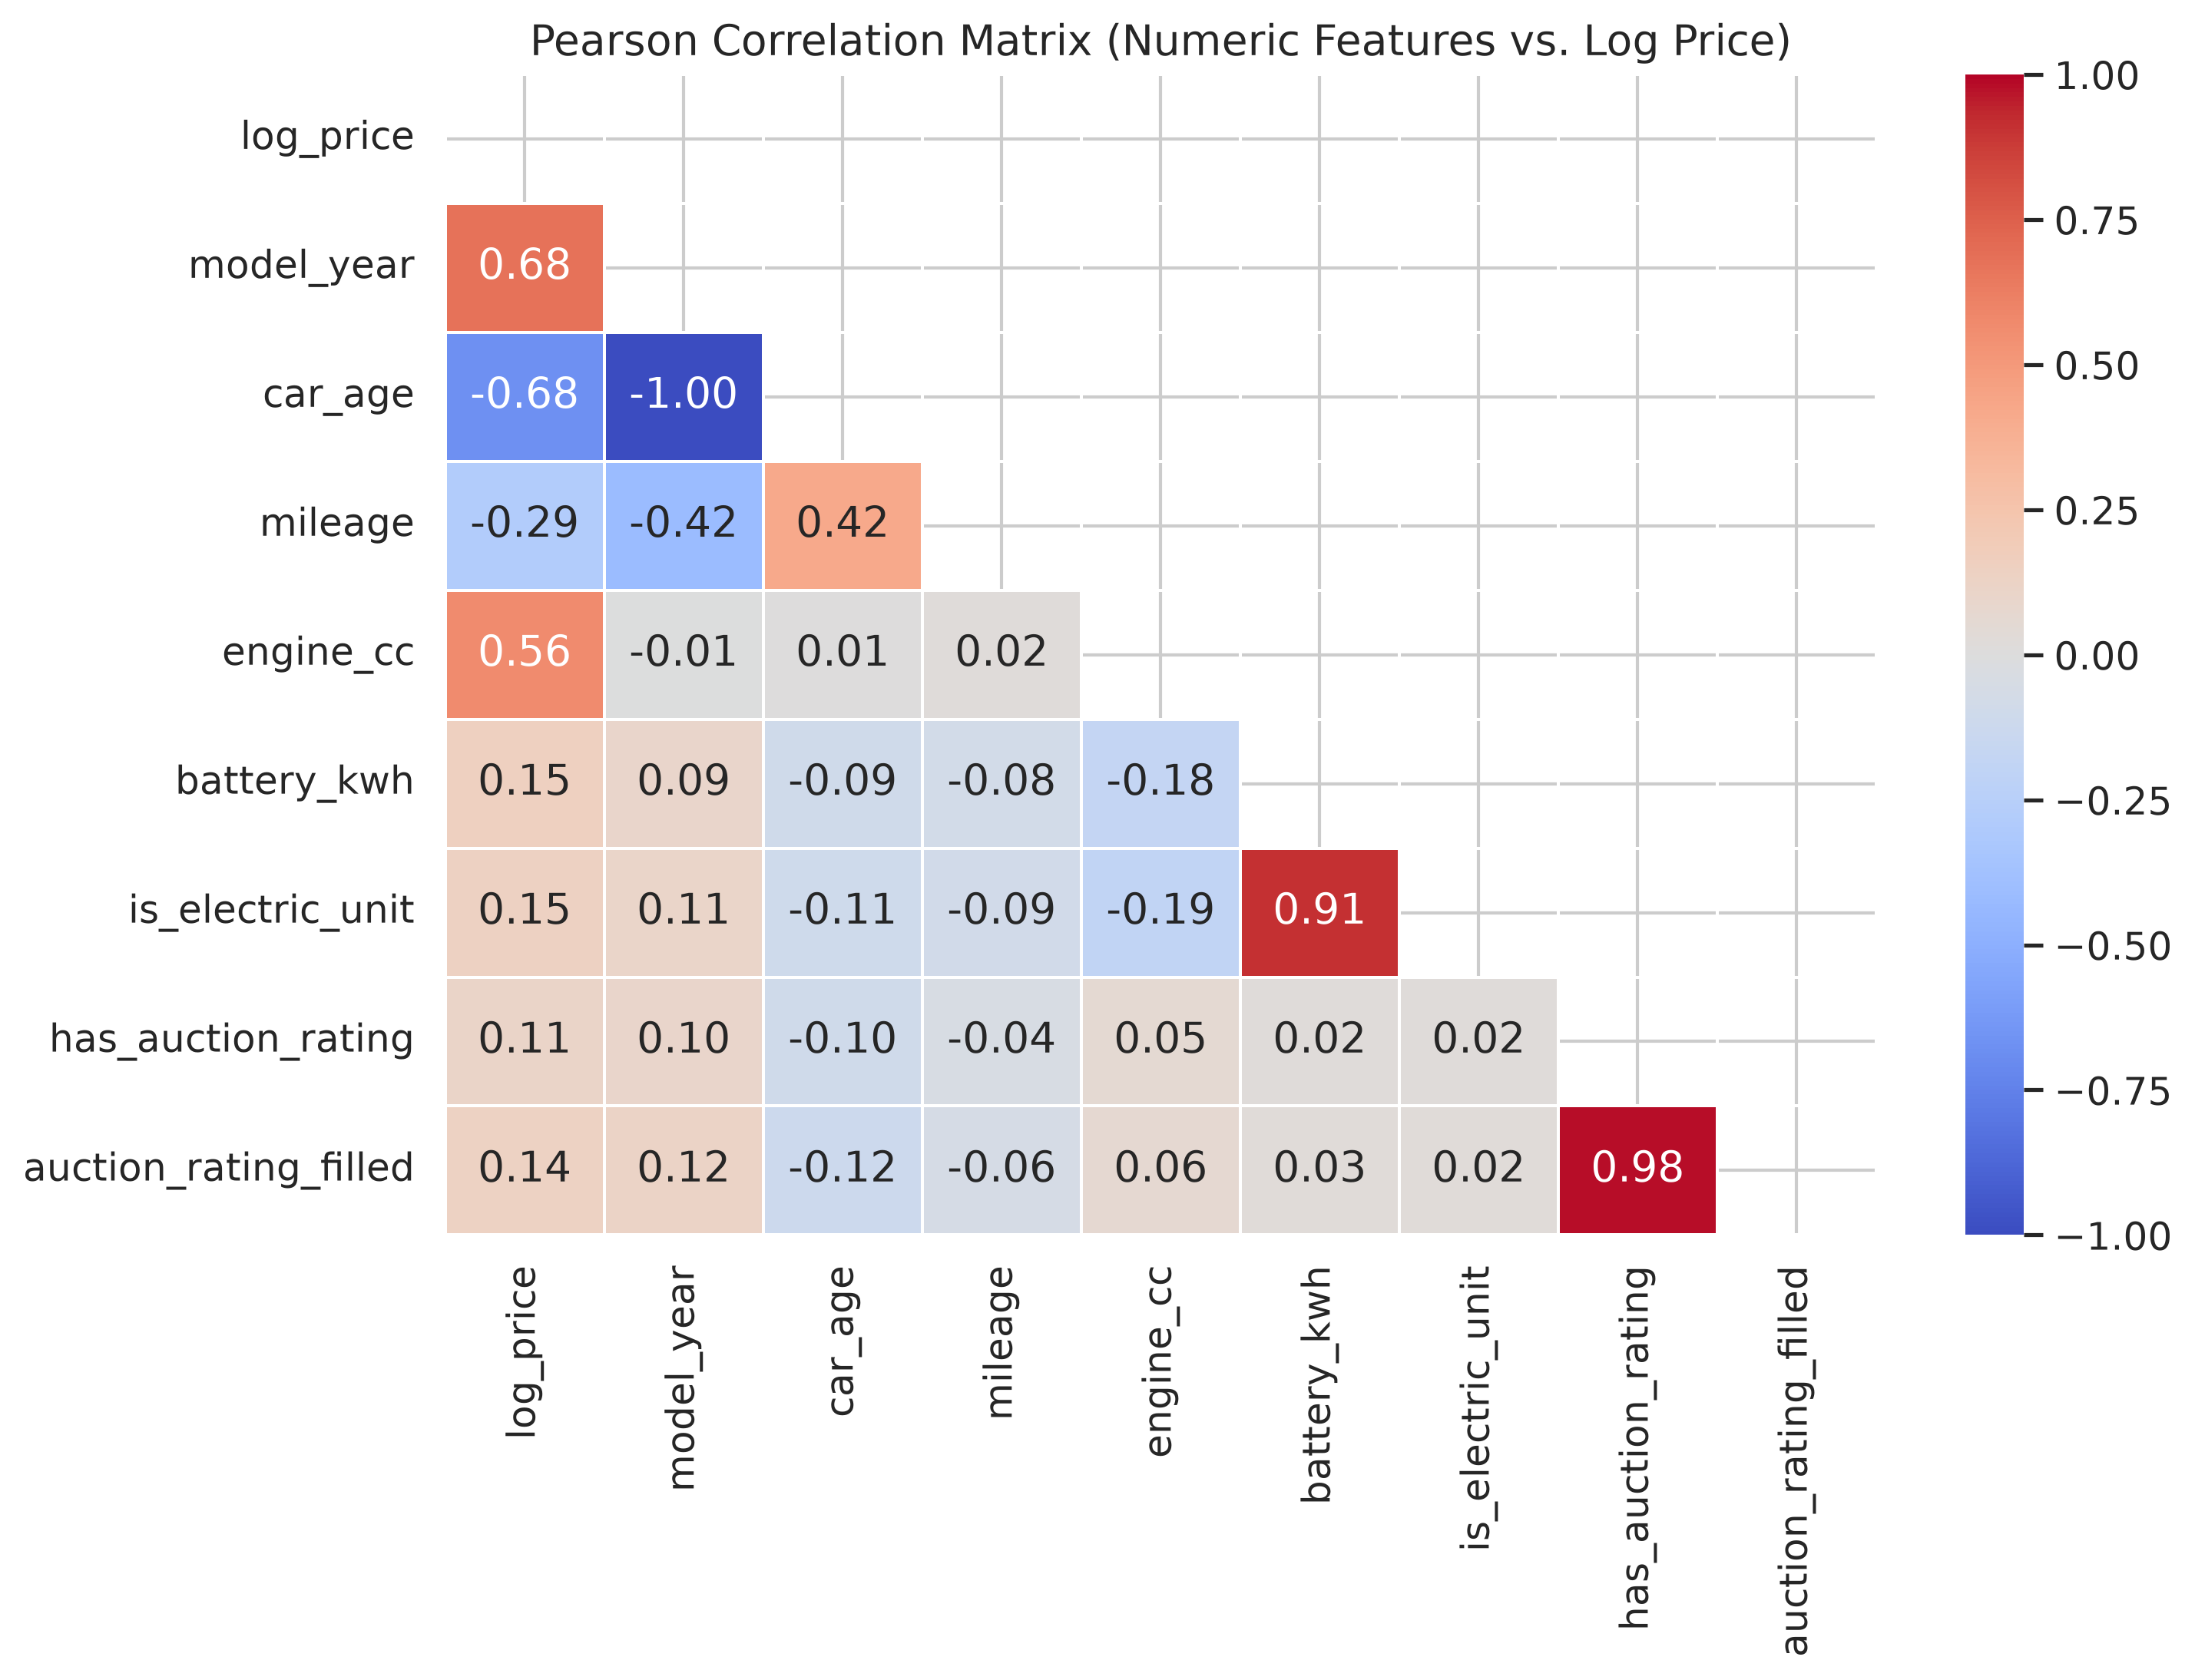 Pearson Correlation Matrix (Numeric Features vs. Log Price)
log_price
model_year 0.68
car_age -0.68 -1.00
mileage -0.29 -0.42 0.42
engine_cc 0.56 -0.01 0.01 0.02
battery_kwh 0.15 0.09 -0.09 -0.08 -0.18
is_electric_unit 0.15 0.11 -0.11 -0.09 -0.19 0.91
has_auction_rating 0.11 0.10 -0.10 -0.04 0.05 0.02 0.02
auction_rating_filled 0.14 0.12 -0.12 -0.06 0.06 0.03 0.02 0.98
log_price
model_year
car_age
mileage
engine_cc
battery_kwh
is_electric_unit
has_auction_rating
auction_rating_filled
1.00
0.75
0.50
0.25
0.00
−0.25
−0.50
−0.75
−1.00